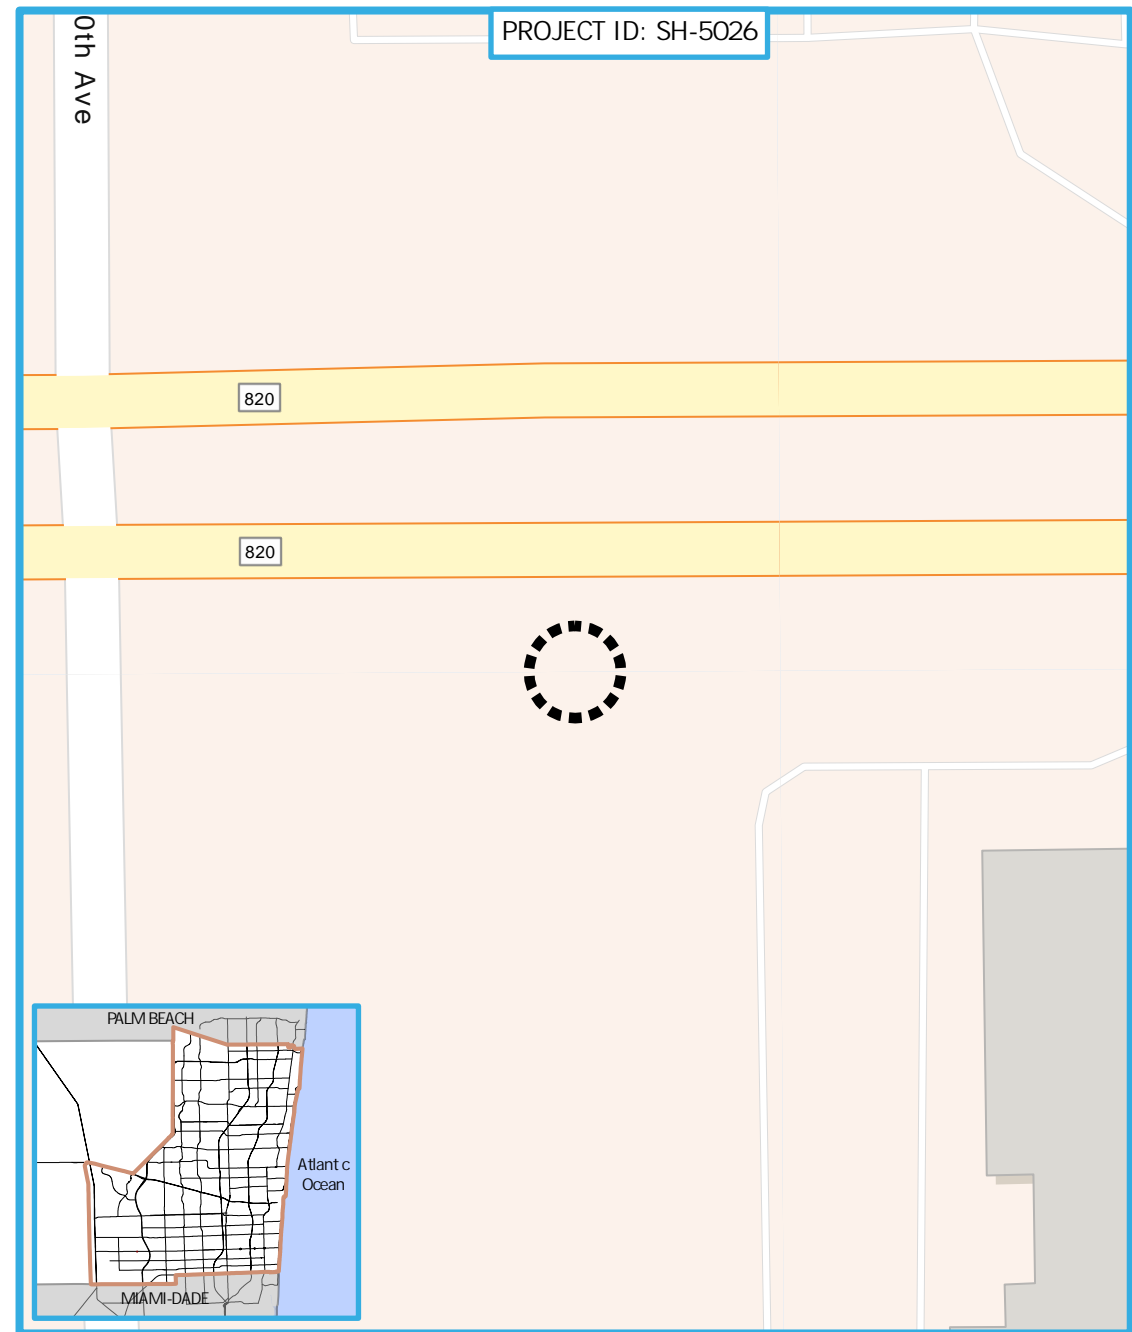 PROJECT ID: SH-5026
0th Ave
820
820
PALM BEACH
Atlant c
Ocean
MIAMI-DADE